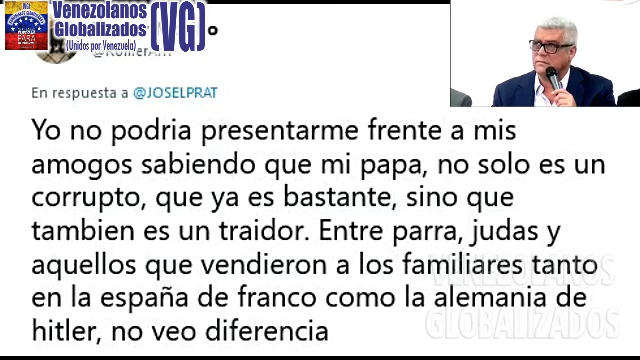 Venezolanos
Globalizados
(Unidos por Venezuela)
(VG)
En respuesta a @JOSELPRAT
Yo no podria presentarme frente a mis
amogos sabiendo que mi papa, no solo es un
corrupto, que ya es bastante, sino que
tambien es un traidor. Entre parra, judas y
aquellos que vendieron a los familiares tanto
en la españa de franco como la alemania de
hitler, no veo diferencia
VENEZOLANOS
GLOBALIZADOS